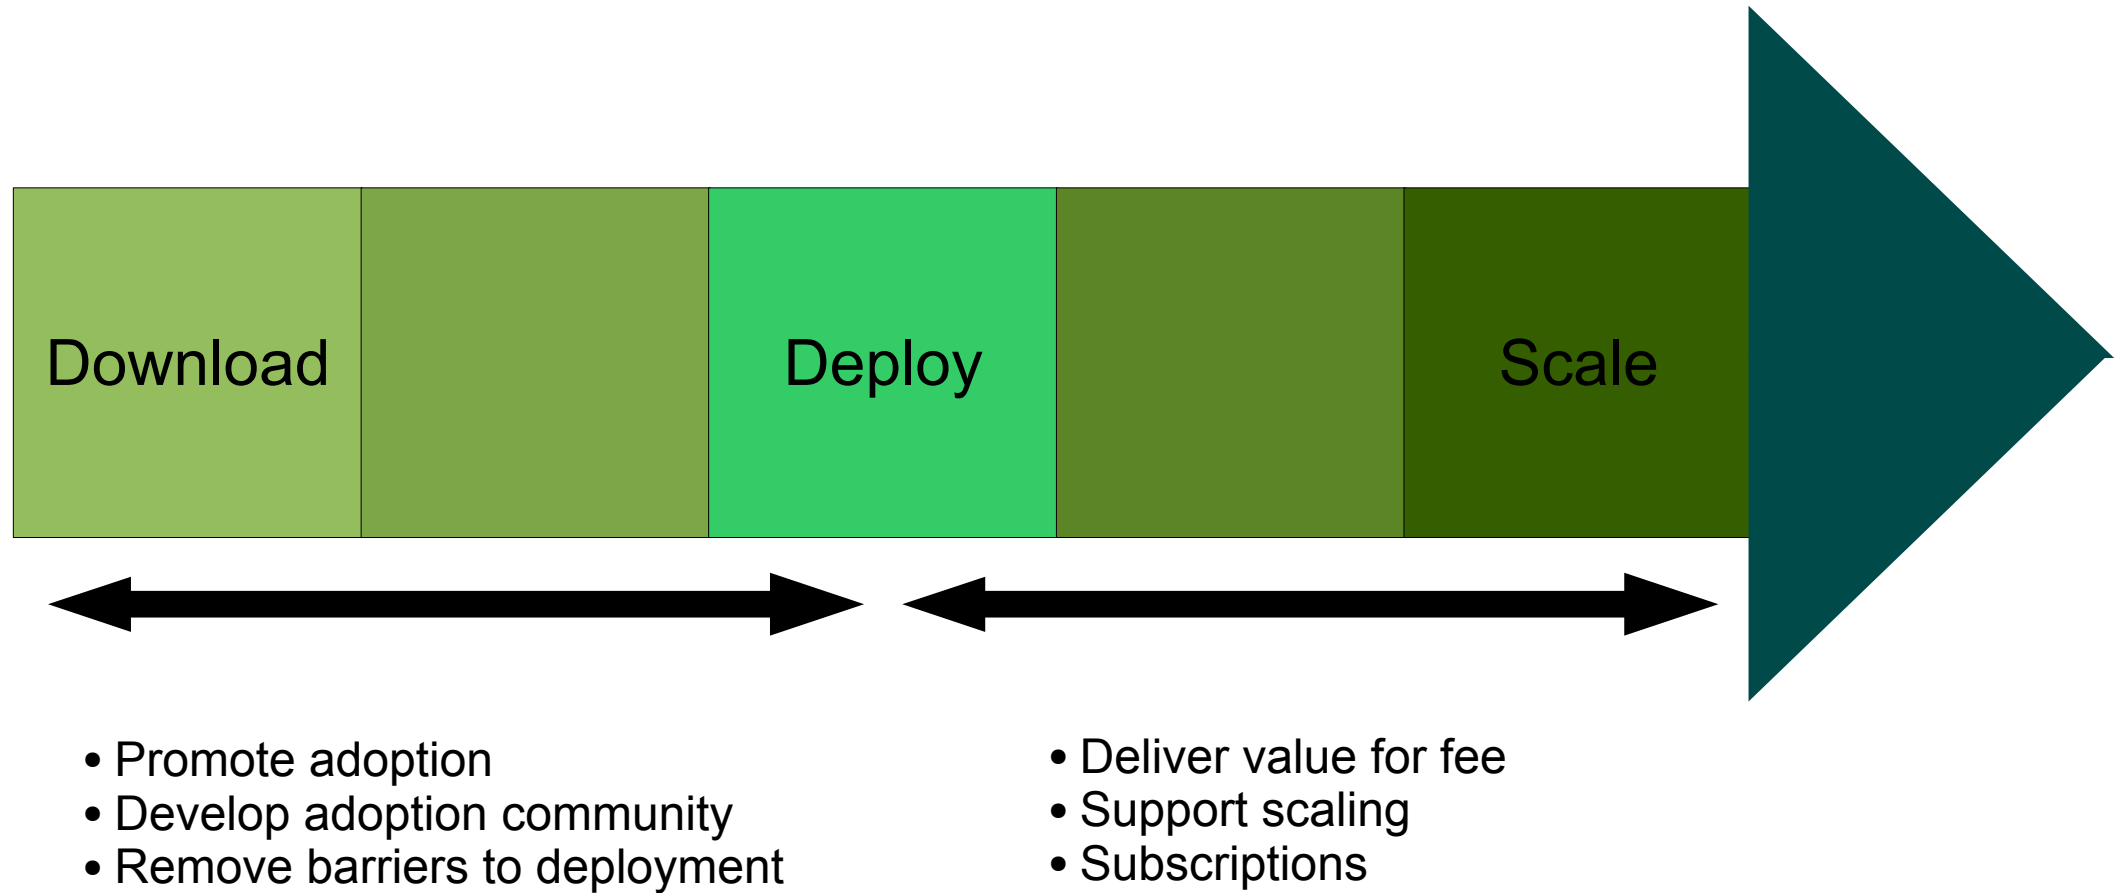 Download
Deploy
Scale
• Promote adoption
• Develop adoption community
• Remove barriers to deployment
• Deliver value for fee
• Support scaling
• Subscriptions